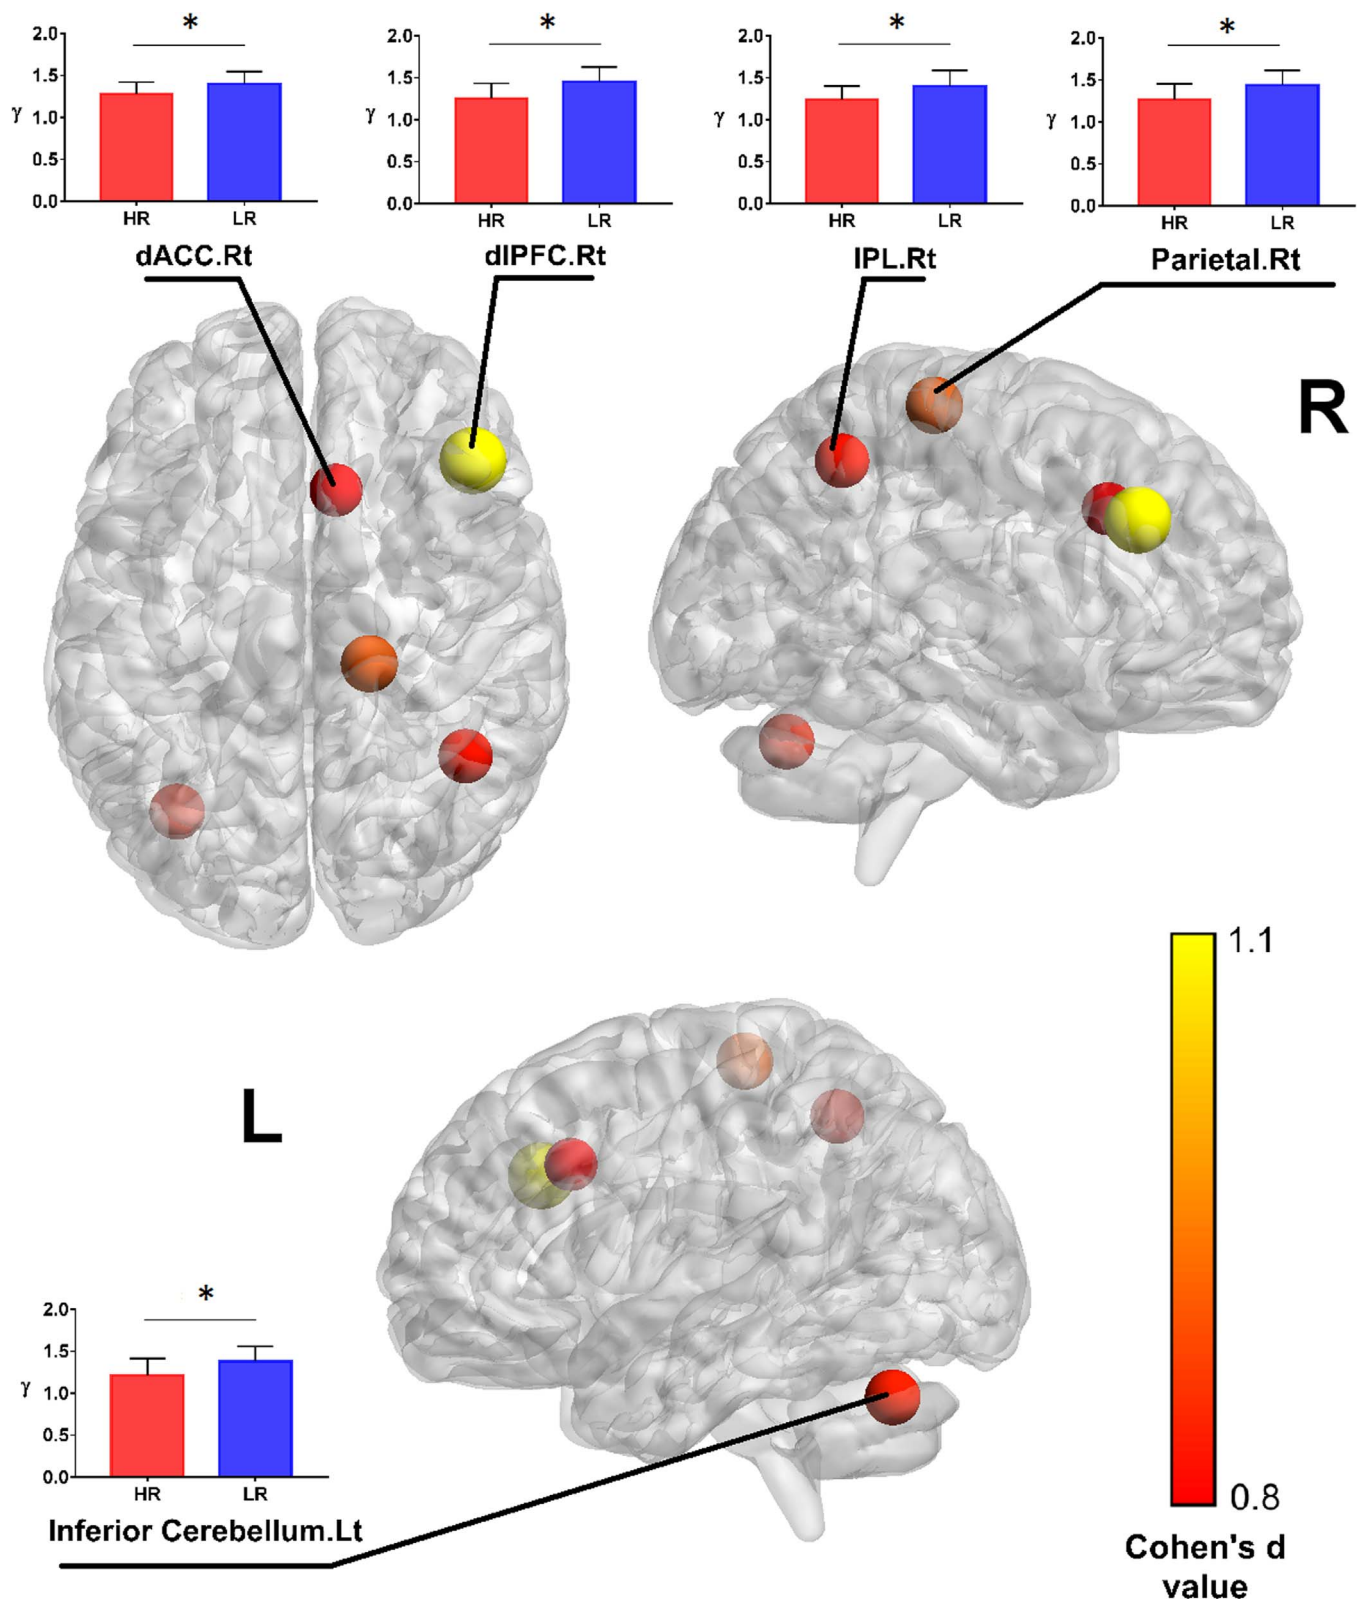 * * * *
2.0 2.0 2.0 2.0
1.5 1.5 1.5 1.5
γ 1.0 γ 1.0 γ 1.0 γ 1.0
0.5 0.5 0.5 0.5
0.0 0.0 0.0 0.0
HR LR HR LR HR LR HR LR
dACC.Rt dlPFC.Rt IPL.Rt Parietal.Rt
R
1.1
L
*
2.0
1.5
γ 1.0
0.5
0.0
HR LR
Inferior Cerebellum.Lt
0.8
Cohen's d
value